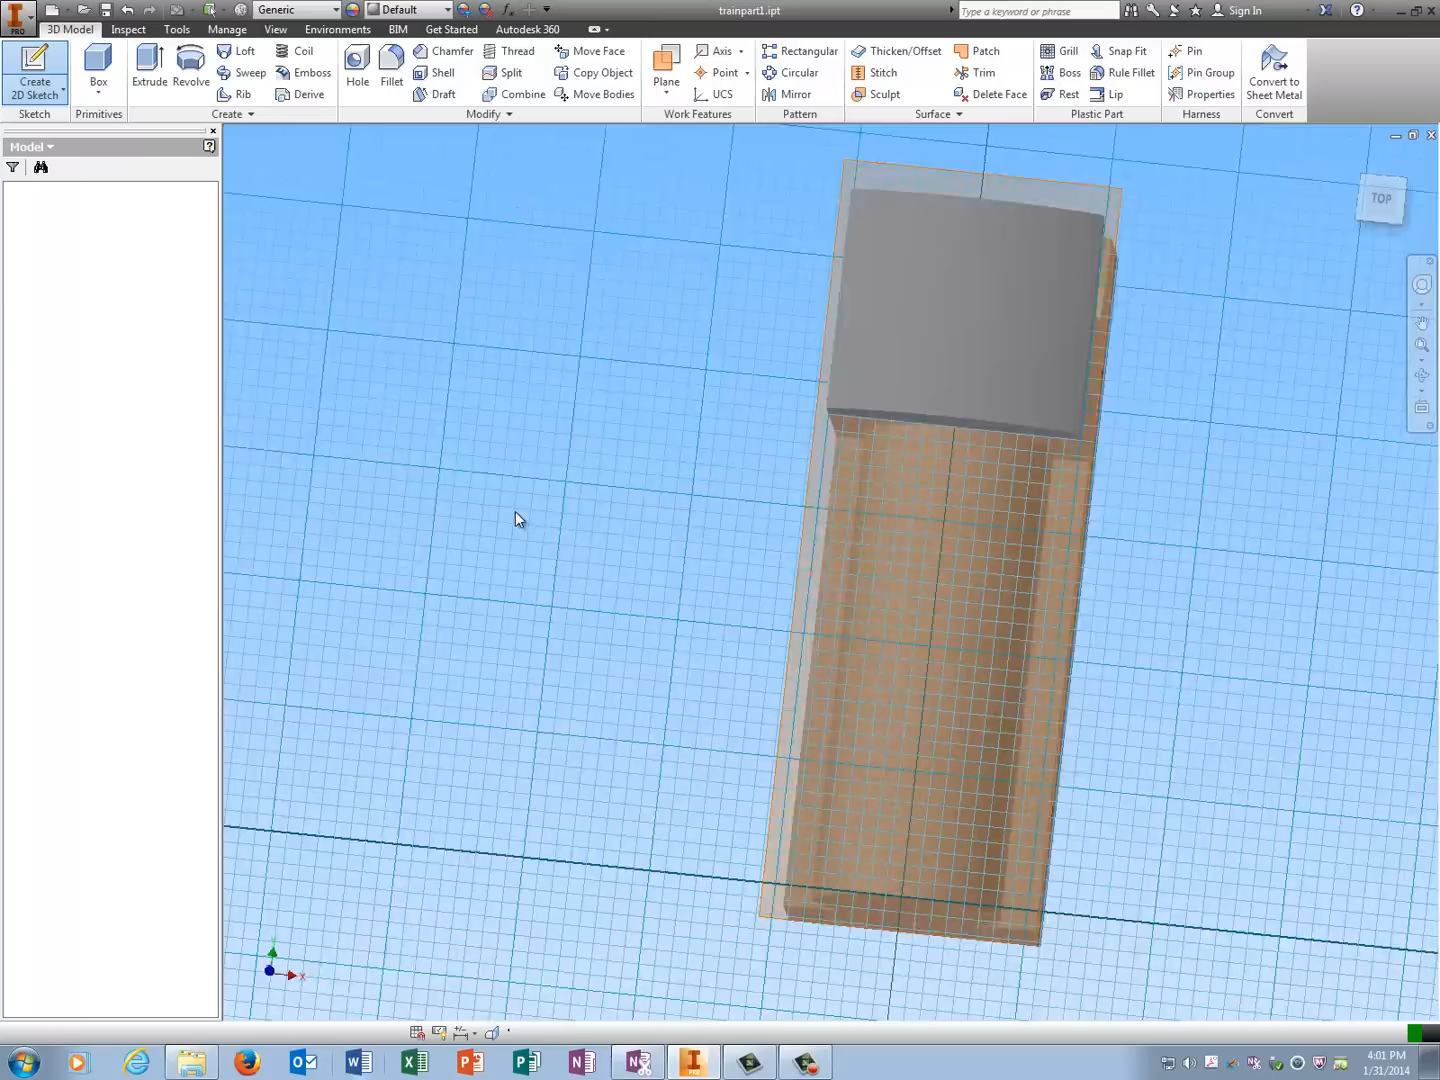 Generic
Default
trainpart1.ipt
Type a keyword or phrase
Sign In
PRO
3D Model
Inspect
Tools
Manage
View
Environments
BIM
Get Started
Autodesk 360
Create
2D Sketch
Box
Extrude
Revolve
Loft
Coil
Sweep
Emboss
Rib
Derive
Hole
Fillet
Chamfer
Thread
Move Face
Shell
Split
Copy Object
Draft
Combine
Move Bodies
Plane
Axis
Point
UCS
Rectangular
Circular
Mirror
Thicken/Offset
Patch
Stitch
Trim
Sculpt
Delete Face
Grill
Snap Fit
Boss
Rule Fillet
Rest
Lip
Pin
Pin Group
Properties
Convert to
Sheet Metal
Sketch
Primitives
Create
Modify
Work Features
Pattern
Surface
Plastic Part
Harness
Convert
Model
TOP
X
4:01 PM
1/31/2014